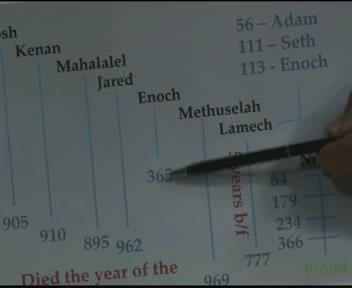 56 – Adam
111 – Seth
113 - Enoch
Kenan
Mahalalel
Jared
Enoch
Methuselah
Lamech
365
years b/f
84
179
234
366
905
910
895
962
969
777
Died the year of the
Flood